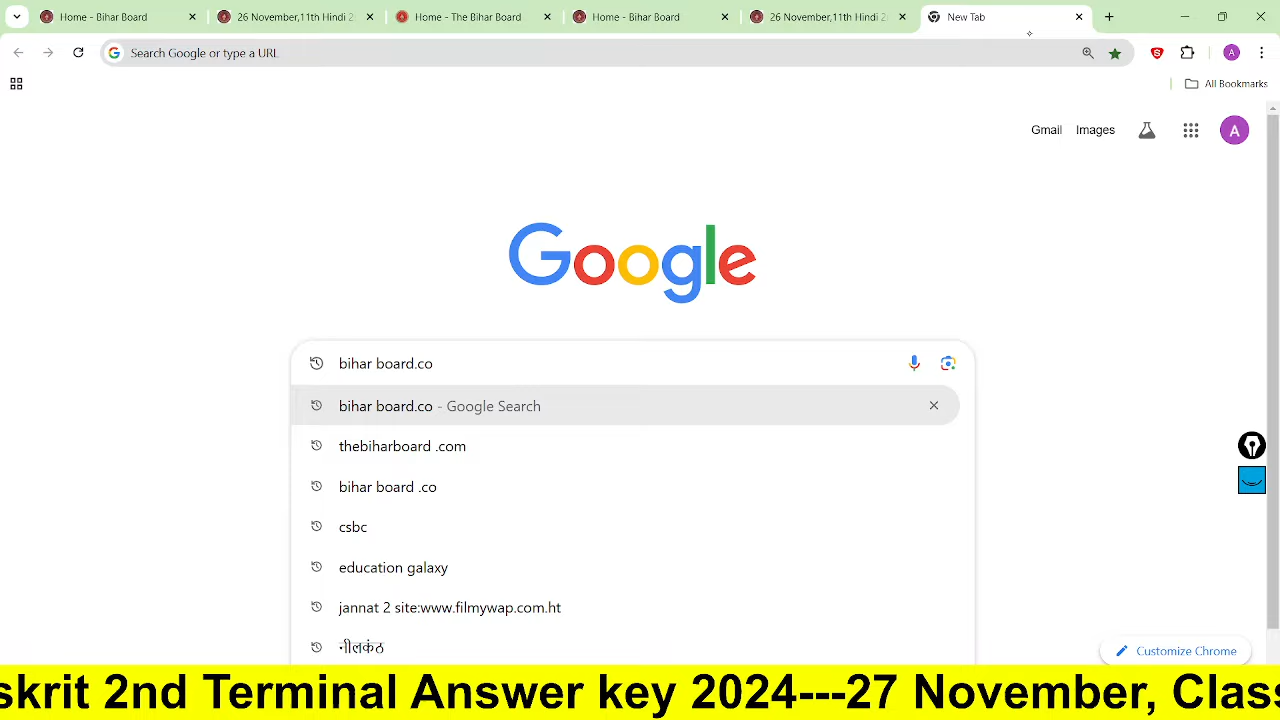 Home - Bihar Board
26 November,11th Hindi 2
Home - The Bihar Board
Home - Bihar Board
26 November,11th Hindi 2
New Tab
Search Google or type a URL
All Bookmarks
Gmail Images
A
A
Google
bihar board.co
bihar board.co - Google Search
thebiharboard .com
bihar board .co
csbc
education galaxy
jannat 2 site:www.filmywap.com.ht
नीलकंठ
Customize Chrome
skrit 2nd Terminal Answer key 2024---27 November, Clas